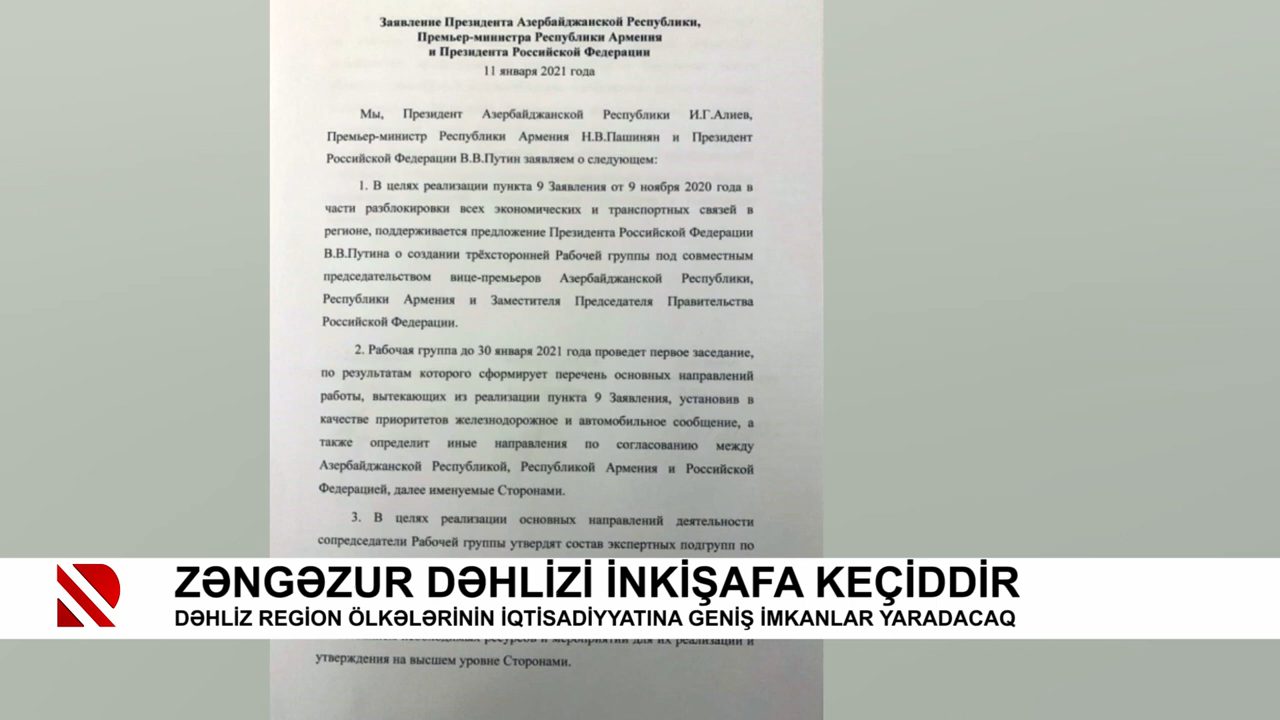 Заявление Президента Азербайджанской Республики,
Премьер-министра Республики Армения
и Президента Российской Федерации
11 января 2021 года
Мы, Президент Азербайджанской Республики И.Г.Алиев,
Премьер-министр Республики Армения Н.В.Пашинян и Президент
Российской Федерации В.В.Путин заявляем о следующем:
1. В целях реализации пункта 9 Заявления от 9 ноября 2020 года в
части разблокировки всех экономических и транспортных связей в
регионе, поддерживается предложение Президента Российской Федерации
В.В.Путина о создании трёхсторонней Рабочей группы под совместным
председательством вице-премьеров Азербайджанской Республики,
Республики Армения и Заместителя Председателя Правительства
Российской Федерации.
2. Рабочая группа до 30 января 2021 года проведет первое заседание,
по результатам которого сформирует перечень основных направлений
работы, вытекающих из реализации пункта 9 Заявления, установив в
качестве приоритетов железнодорожное и автомобильное сообщение, а
также определит иные направления по согласованию между
Азербайджанской Республикой, Республикой Армения и Российской
Федерацией, далее именуемые Сторонами.
3. В целях реализации основных направлений деятельности
сопредседатели Рабочей группы утвердят состав экспертных подгрупп по
ZƏNGƏZUR DƏHLİZİ İNKİŞAFA KEÇİDDİR
DƏHLİZ REGION ÖLKƏLƏRİNİN İQTİSADİYYATINA GENİŞ İMKANLAR YARADACAQ
необходимых ресурсов и мероприятий для их реализации и
утверждения на высшем уровне Сторонами.